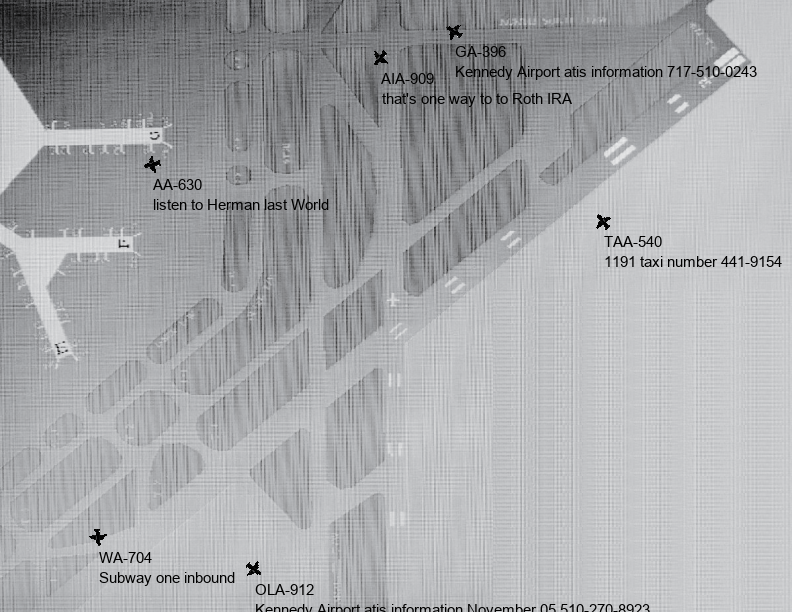 GA-396
Kennedy Airport atis information 717-510-0243
AIA-909
that's one way to to Roth IRA
AA-630
listen to Herman last World
TAA-540
1191 taxi number 441-9154
WA-704
Subway one inbound
OLA-912
Kennedy Airport atis information November 05 510-270-8923